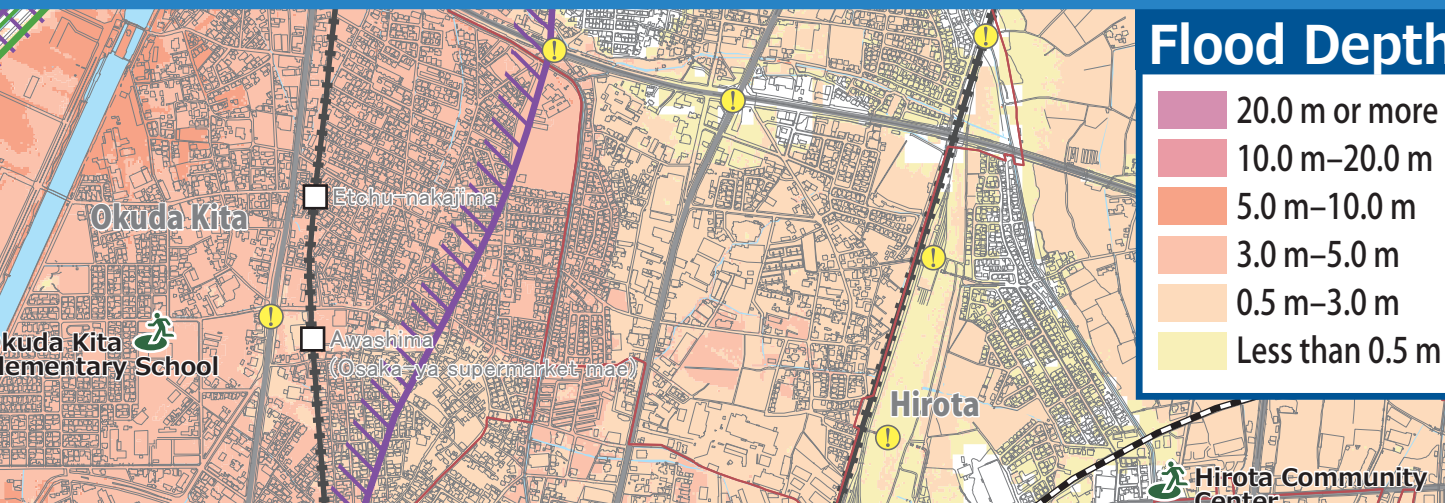 Flood Depth
20.0 m or more
10.0 m–20.0 m
5.0 m–10.0 m
3.0 m–5.0 m
0.5 m–3.0 m
Less than 0.5 m
Etchu-nakajima
Okuda Kita
kuda Kita
lementary School
Awashima
(Osaka-ya supermarket mae)
Hirota
Hirota Community
Center